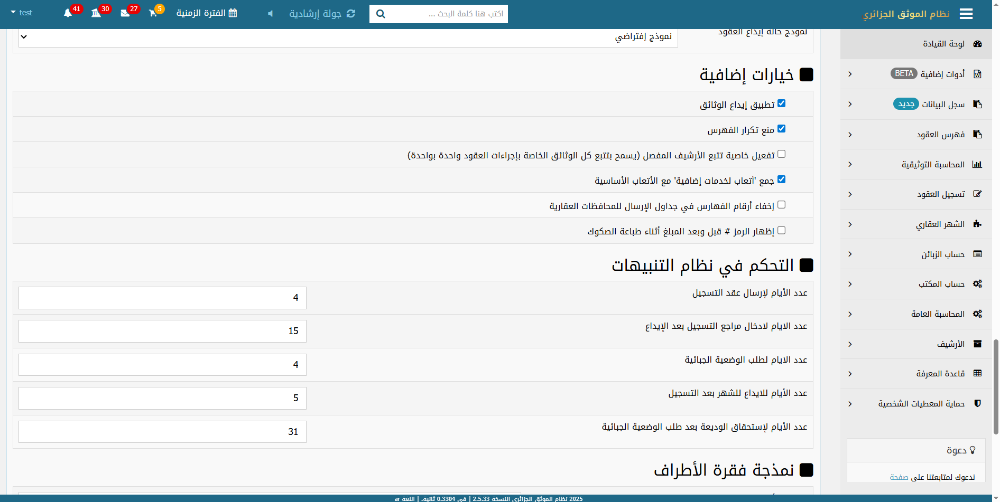 نظام الموثق الجزائري
اكتب هنا كلمة البحث ...
جولة إرشادية
الفترة الزمنية
5
27
30
41
test
لوحة القيادة
أدوات إضافية BETA
سجل البيانات جديد
فهرس العقود
المحاسبة التوثيقية
تسجيل العقود
الشهر العقاري
حساب الزبائن
حساب المكتب
المحاسبة العامة
الأرشيف
قاعدة المعرفة
حماية المعطيات الشخصية
دعوة
ندعوك لمتابعتنا على صفحة
نموذج حالة إيداع العقود
نموذج إفتراضي
خيارات إضافية
تطبيق إيداع الوثائق
منع تكرار الفهرس
تفعيل خاصية تتبع الأرشيف المفصل (يسمح بتتبع كل الوثائق الخاصة بإجراءات العقود واحدة بواحدة)
جمع 'أتعاب لخدمات إضافية' مع الأتعاب الأساسية
إخفاء أرقام الفهارس في جداول الإرسال للمحافظات العقارية
إظهار الرمز # قبل وبعد المبلغ أثناء طباعة الصكوك
التحكم في نظام التنبيهات
عدد الأيام لإرسال عقد التسجيل
4
عدد الايام لادخال مراجع التسجيل بعد الإيداع
15
عدد الايام لطلب الوضعية الجبائية
4
عدد الأيام للايداع للشهر بعد التسجيل
5
عدد الأيام لإستحقاق الوديعة بعد طلب الوضعية الجبائية
31
نمذجة فقرة الأطراف
2025 نظام الموثق الجزائري النسخة 2.5.33 | في 0.3304 ثانية. | اللغة ar